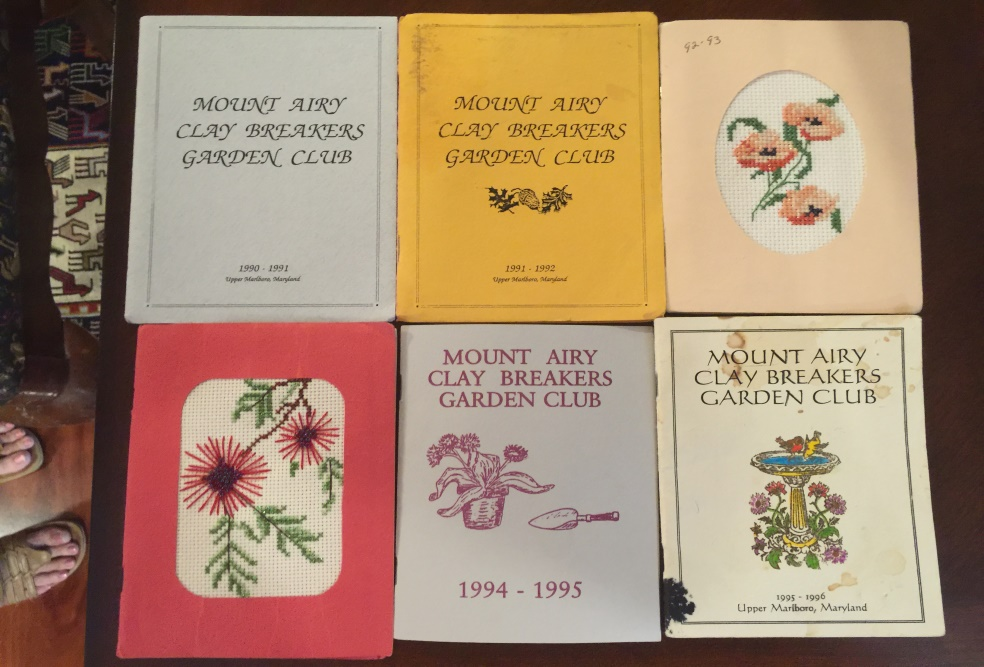 MOUNT AIRY
CLAY BREAKERS
GARDEN CLUB
1990 - 1991
Upper Marlboro, Maryland
MOUNT AIRY
CLAY BREAKERS
GARDEN CLUB
1991 - 1992
Upper Marlboro, Maryland
92-93
MOUNT AIRY
CLAY BREAKERS
GARDEN CLUB
1994 - 1995
MOUNT AIRY
CLAY BREAKERS
GARDEN CLUB
1995 - 1996
Upper Marlboro, Maryland